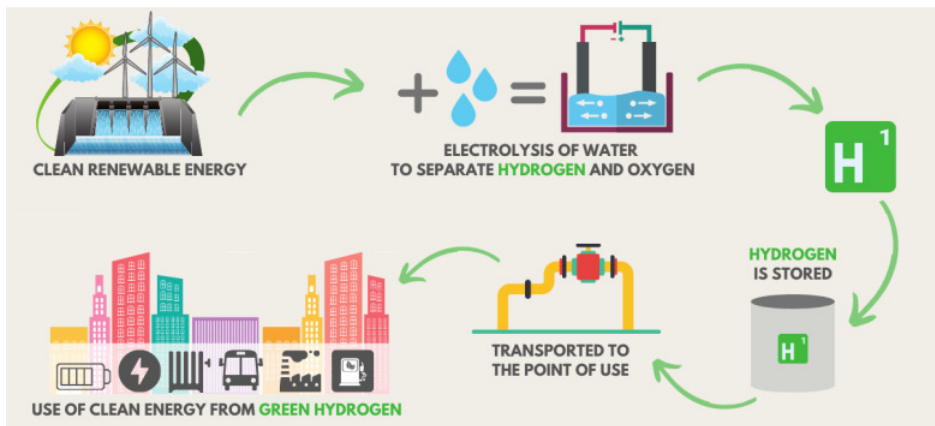 CLEAN RENEWABLE ENERGY
+
=
ELECTROLYSIS OF WATER
TO SEPARATE HYDROGEN AND OXYGEN
H 1
HYDROGEN
IS STORED
H 1
TRANSPORTED TO
THE POINT OF USE
USE OF CLEAN ENERGY FROM GREEN HYDROGEN